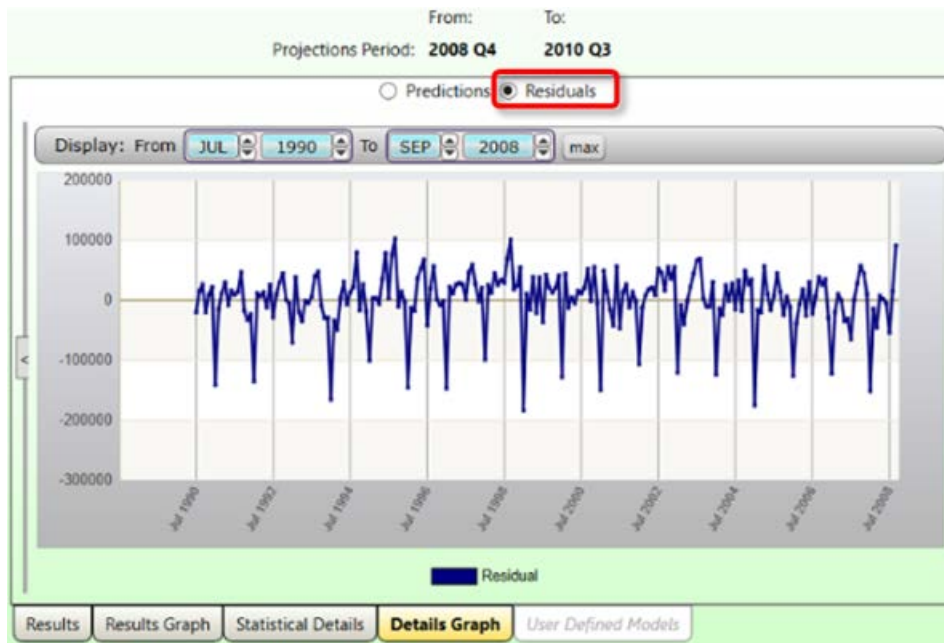 From: To:
Projections Period: 2008 Q4 2010 Q3
Predictions Residuals
Display: From JUL 1990 To SEP 2008 max
200000
100000
0
-100000
-200000
-300000
<
Jul 1990 Jul 1992 Jul 1994 Jul 1996 Jul 1998 Jul 2000 Jul 2002 Jul 2004 Jul 2006 Jul 2008
Residual
Results Results Graph Statistical Details Details Graph User Defined Models